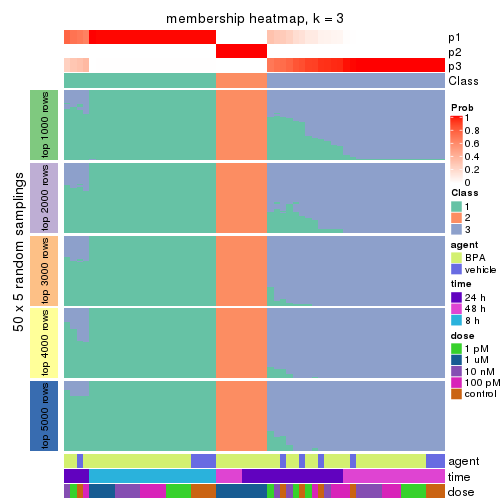 membership heatmap, k = 3
p1
p2
p3
Class
50 x 5 random samplings
top 1000 rows
top 2000 rows
top 3000 rows
top 4000 rows
top 5000 rows
agent
time
dose
Prob
1
0.8
0.6
0.4
0.2
0
Class
1
2
3
agent
BPA
vehicle
time
24 h
48 h
8 h
dose
1 pM
1 uM
10 nM
100 pM
control